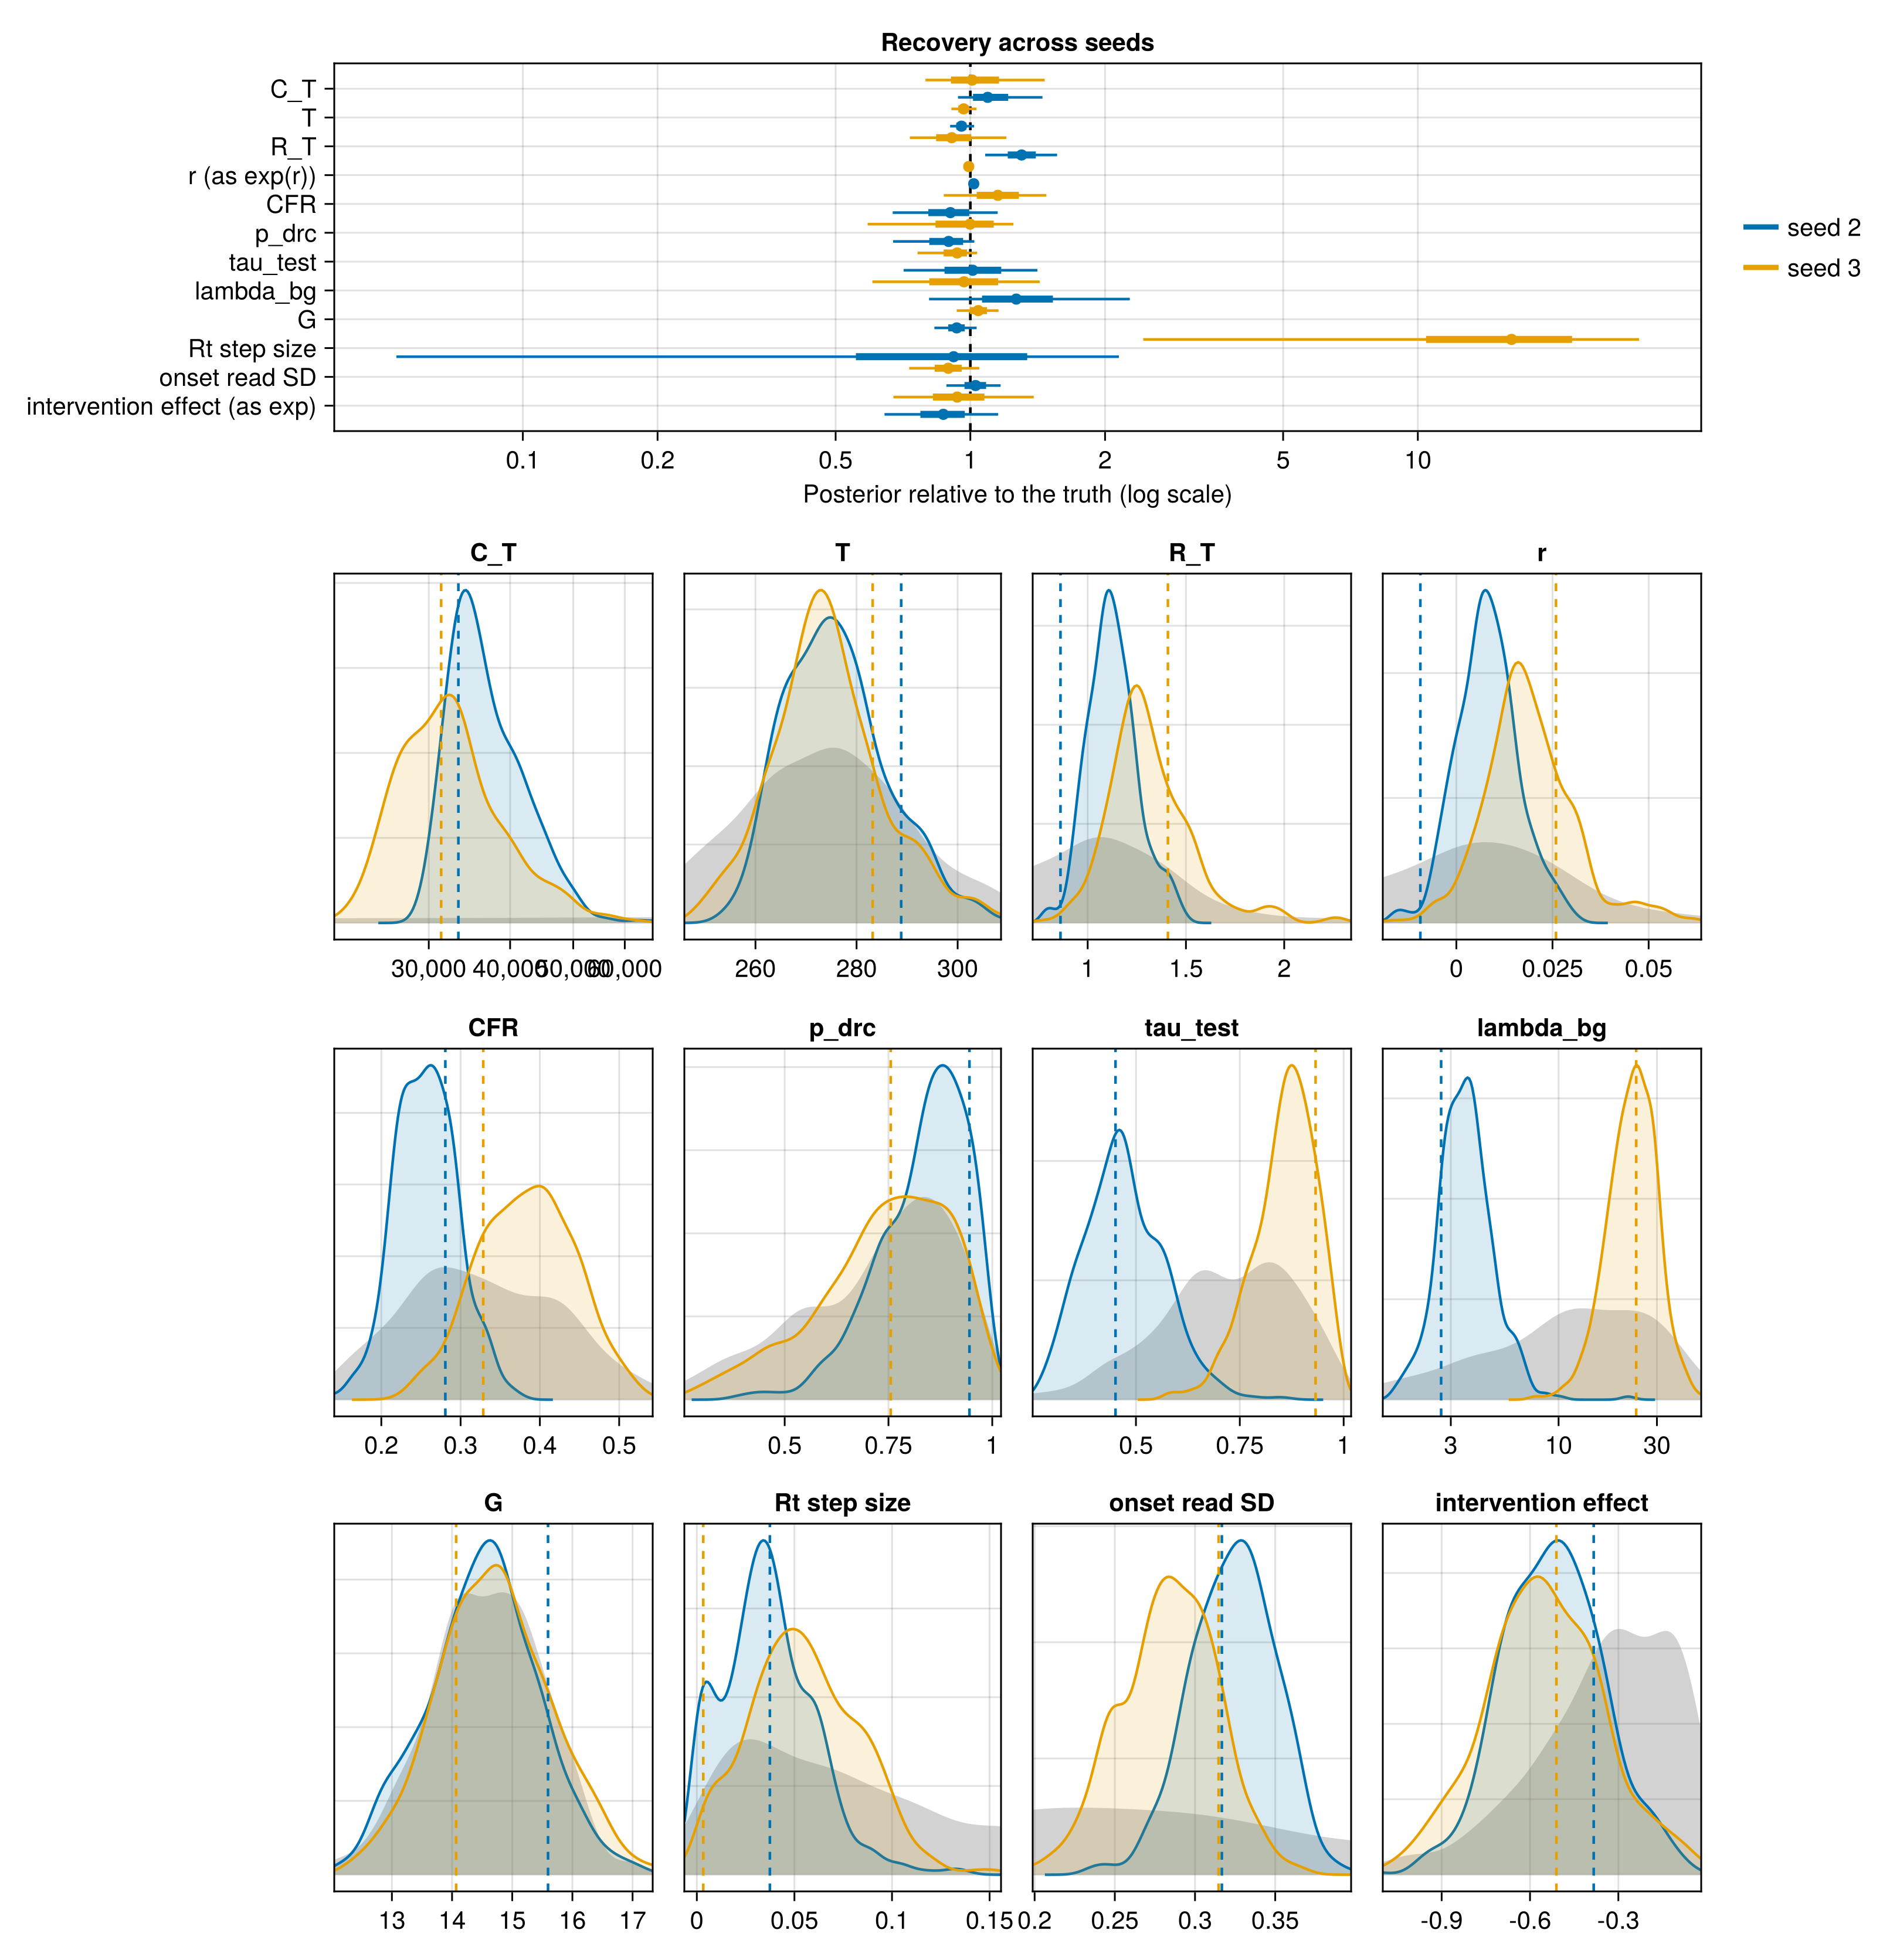 Recovery across seeds
C_T
T
R_T
r (as exp(r))
CFR
p_drc
tau_test
lambda_bg
G
Rt step size
onset read SD
intervention effect (as exp)
0.1 0.2 0.5 1 2 5 10
Posterior relative to the truth (log scale)
seed 2
seed 3
C_T T R_T r
30,000 40,000 50,000 60,000 260 280 300 1 1.5 2 0 0.025 0.05
CFR p_drc tau_test lambda_bg
0.2 0.3 0.4 0.5 0.5 0.75 1 0.5 0.75 1 3 10 30
G Rt step size onset read SD intervention effect
13 14 15 16 17 0 0.05 0.1 0.15 0.2 0.25 0.3 0.35 -0.9 -0.6 -0.3